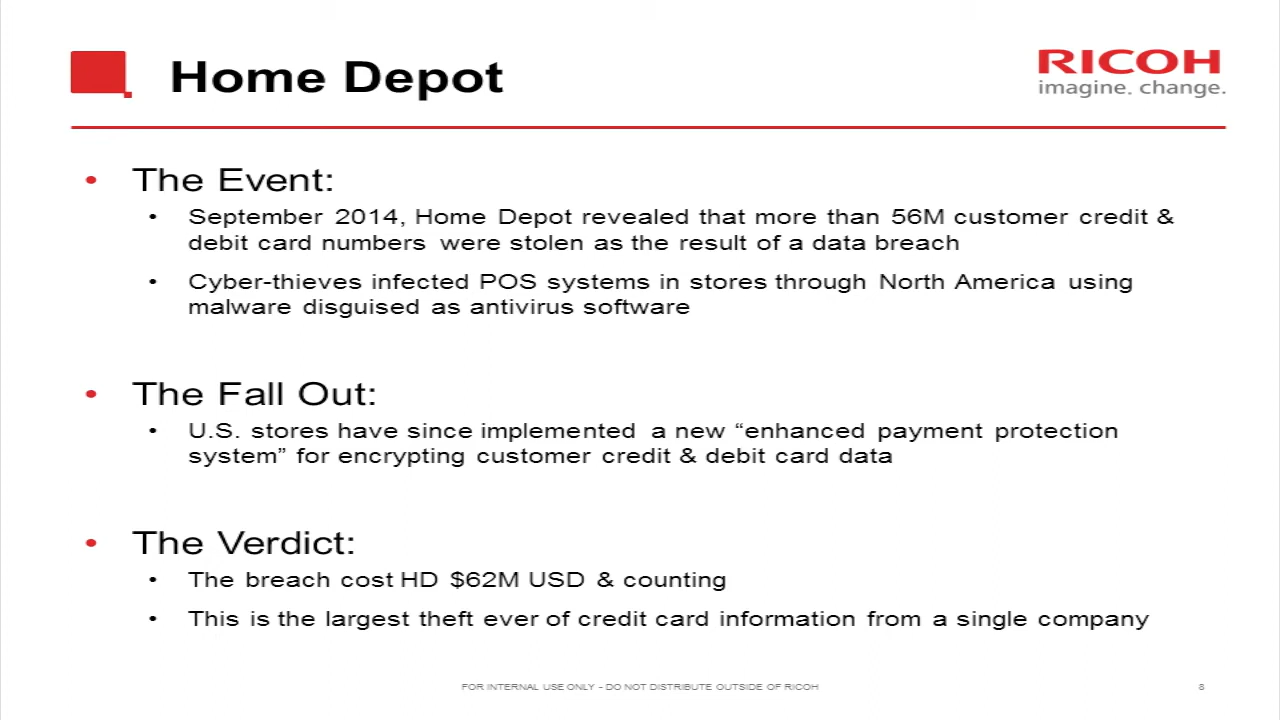 Home Depot
RICOH
imagine. change.
• The Event:
• September 2014, Home Depot revealed that more than 56M customer credit &
debit card numbers were stolen as the result of a data breach
• Cyber-thieves infected POS systems in stores through North America using
malware disguised as antivirus software
• The Fall Out:
• U.S. stores have since implemented a new “enhanced payment protection
system” for encrypting customer credit & debit card data
• The Verdict:
• The breach cost HD $62M USD & counting
• This is the largest theft ever of credit card information from a single company
FOR INTERNAL USE ONLY - DO NOT DISTRIBUTE OUTSIDE OF RICOH
8